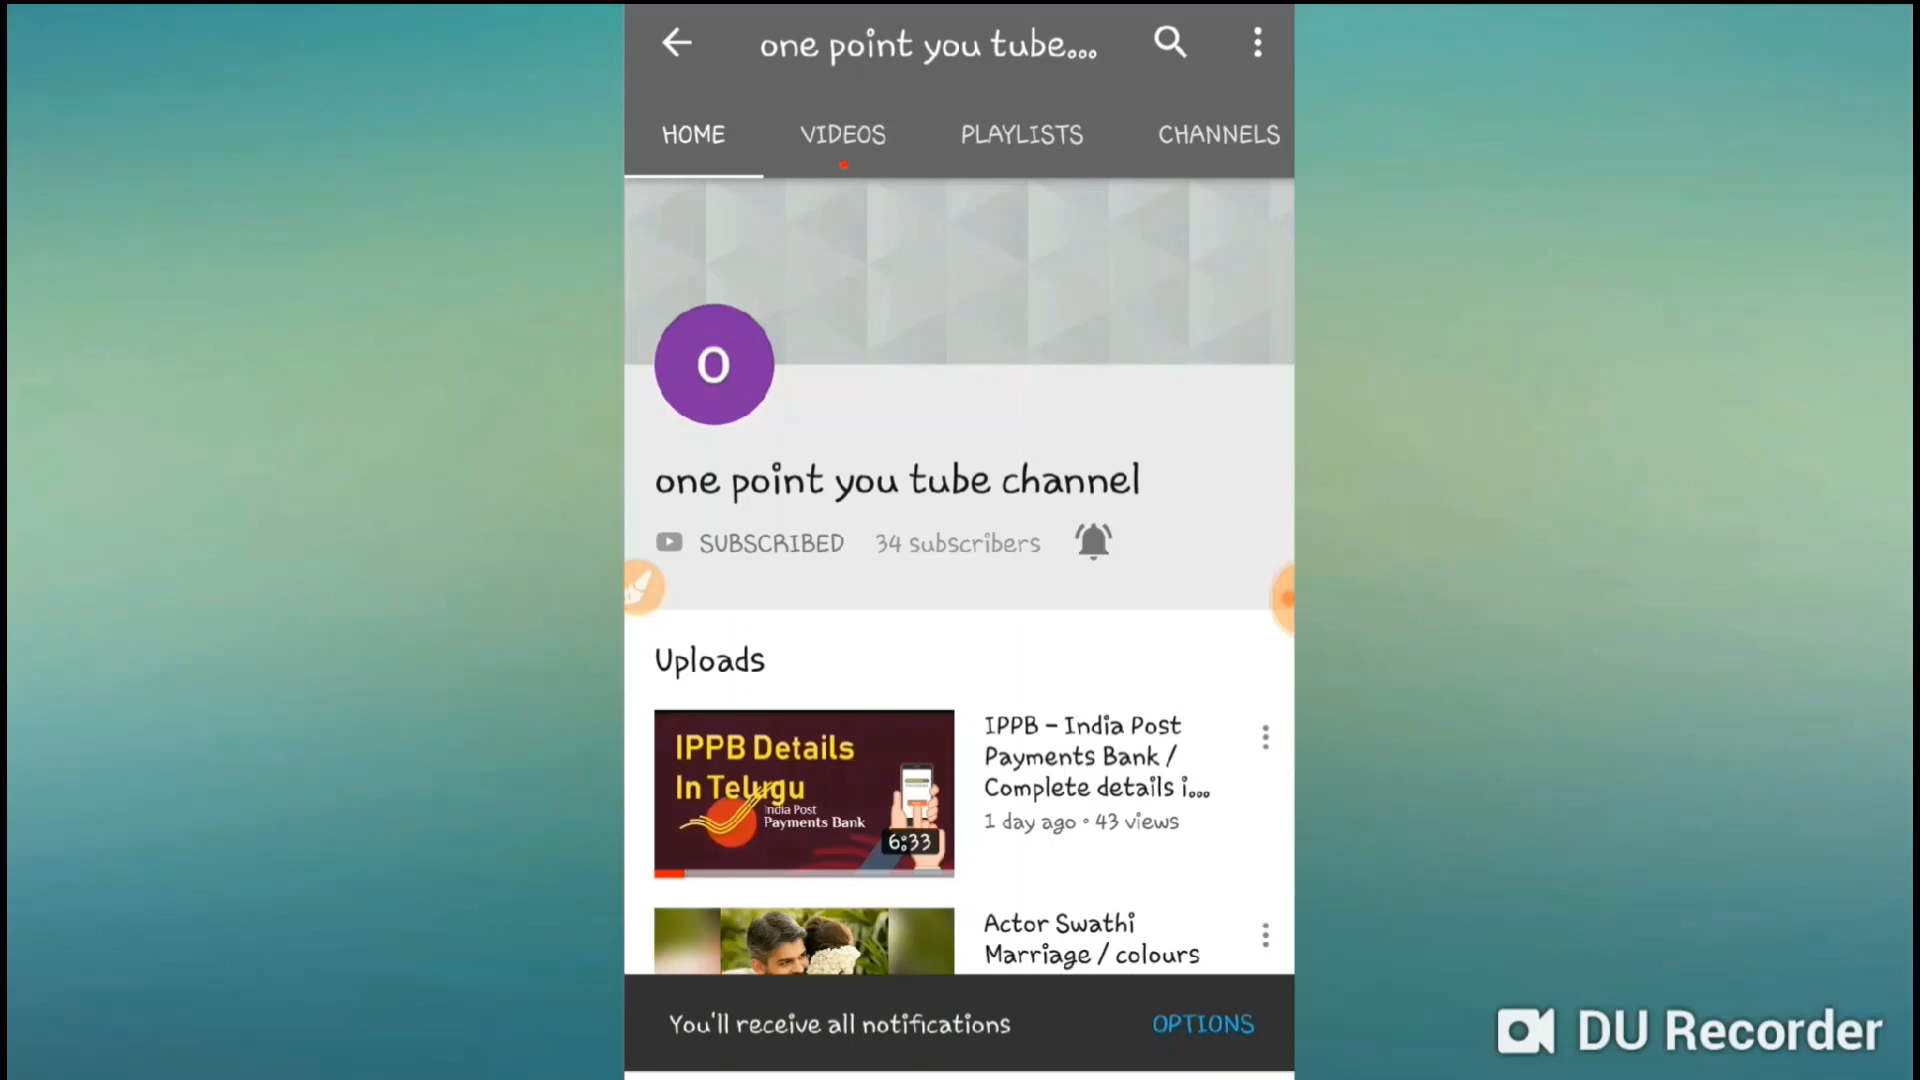 one point you tube...
HOME VIDEOS PLAYLISTS CHANNELS
O
one point you tube channel
SUBSCRIBED 34 subscribers
Uploads
IPPB Details
In Telugu
India Post
Payments Bank
6:33
IPPB - India Post
Payments Bank /
Complete details i...
1 day ago • 43 views
Actor Swathi
Marriage / colours
You'll receive all notifications OPTIONS
DU Recorder